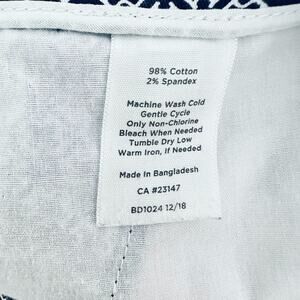 98% Cotton
2% Spandex
Machine Wash Cold
Gentle Cycle
Only Non-Chlorine
Bleach When Needed
Tumble Dry Low
Warm Iron, If Needed
Made In Bangladesh
CA #23147
BD1024 12/18